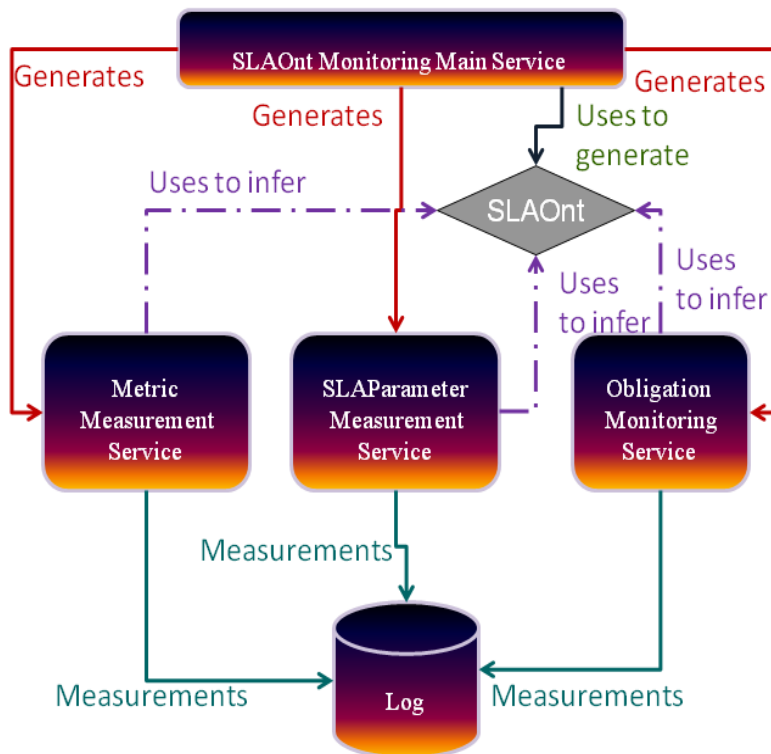 SLAOnt Monitoring Main Service
Generates
Generates
Generates
Uses to
generate
Uses to infer
SLAOnt
Uses
to infer
Uses
to infer
Metric
Measurement
Service
SLAParameter
Measurement
Service
Obligation
Monitoring
Service
Measurements
Measurements
Measurements
Log